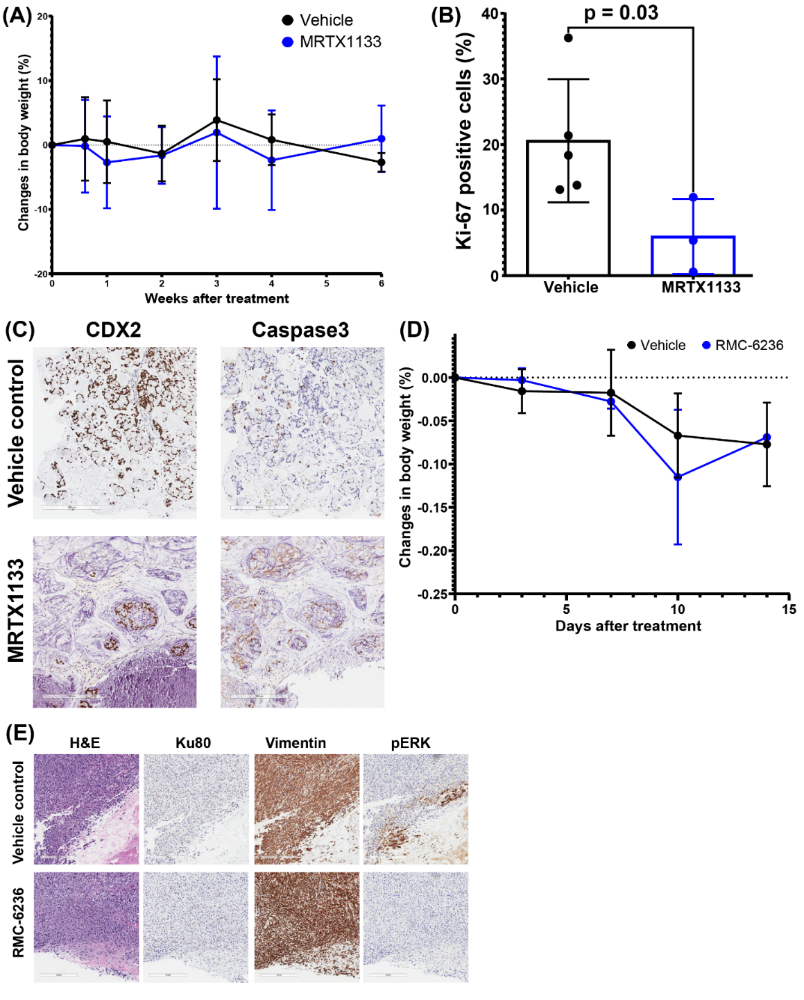 (A)
Vehicle
MRTX1133
Changes in body weight (%)
20
10
0
-10
-20
0 1 2 3 4 5 6
Weeks after treatment
(B)
p = 0.03
Ki-67 positive cells (%)
40
30
20
10
0
Vehicle MRTX1133
(C)
CDX2 Caspase3
Vehicle control
MRTX1133
(D)
Vehicle RMC-6236
Changes in body weight (%)
0.00
-0.05
-0.10
-0.15
-0.20
-0.25
0 5 10 15
Days after treatment
(E)
H&E Ku80 Vimentin pERK
Vehicle control
RMC-6236